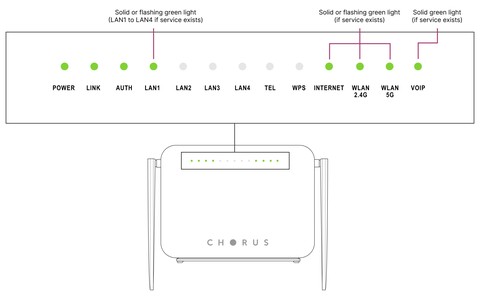 Solid or flashing green light
(LAN1 to LAN4 if service exists)
Solid or flashing green light
(if service exists)
Solid green light
(if service exists)
POWER LINK AUTH LAN1 LAN2 LAN3 LAN4 TEL WPS INTERNET WLAN 2.4G WLAN 5G VOIP
CHORUS